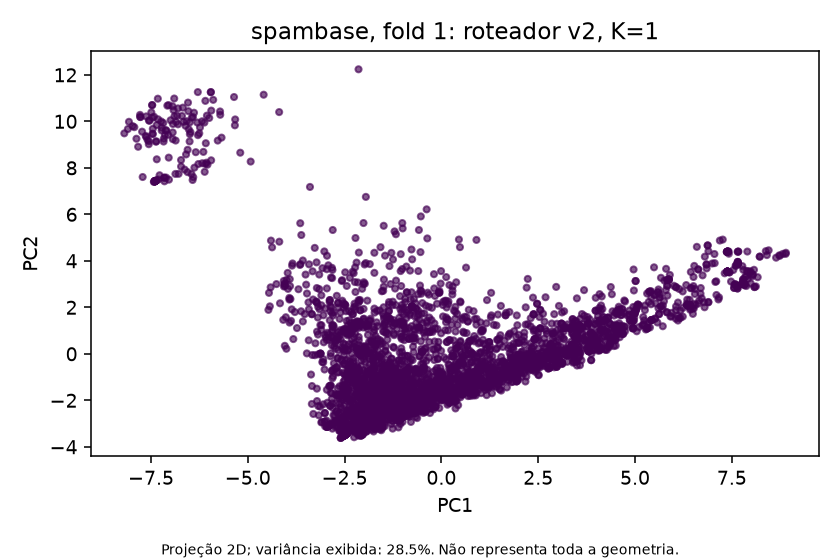 spambase, fold 1: roteador v2, K=1
12
10
8
6
4
2
0
−2
−4
PC2
−7.5 −5.0 −2.5 0.0 2.5 5.0 7.5
PC1
Projeção 2D; variância exibida: 28.5%. Não representa toda a geometria.